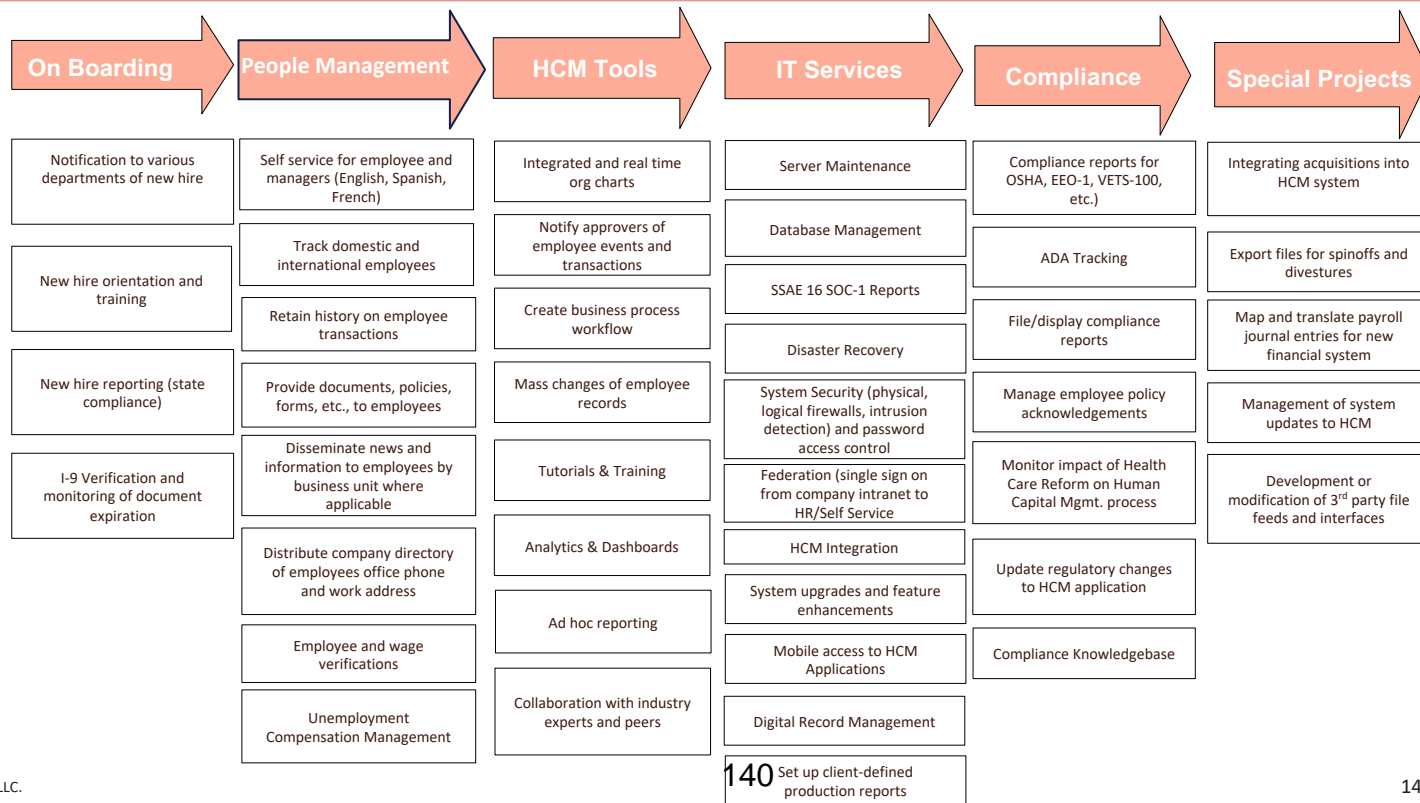 On Boarding
People Management
HCM Tools
IT Services
Compliance
Special Projects
Notification to various
departments of new hire
New hire orientation and
training
New hire reporting (state
compliance)
I-9 Verification and
monitoring of document
expiration
Self service for employee and
managers (English, Spanish,
French)
Track domestic and
international employees
Retain history on employee
transactions
Provide documents, policies,
forms, etc., to employees
Disseminate news and
information to employees by
business unit where
applicable
Distribute company directory
of employees office phone
and work address
Employee and wage
verifications
Unemployment
Compensation Management
Integrated and real time
org charts
Notify approvers of
employee events and
transactions
Create business process
workflow
Mass changes of employee
records
Tutorials & Training
Analytics & Dashboards
Ad hoc reporting
Collaboration with industry
experts and peers
Server Maintenance
Database Management
SSAE 16 SOC-1 Reports
Disaster Recovery
System Security (physical,
logical firewalls, intrusion
detection) and password
access control
Federation (single sign on
from company intranet to
HR/Self Service
HCM Integration
System upgrades and feature
enhancements
Mobile access to HCM
Applications
Digital Record Management
Set up client-defined
production reports
Compliance reports for
OSHA, EEO-1, VETS-100,
etc.)
ADA Tracking
File/display compliance
reports
Manage employee policy
acknowledgements
Monitor impact of Health
Care Reform on Human
Capital Mgmt. process
Update regulatory changes
to HCM application
Compliance Knowledgebase
Integrating acquisitions into
HCM system
Export files for spinoffs and
divestures
Map and translate payroll
journal entries for new
financial system
Management of system
updates to HCM
Development or
modification of 3rd party file
feeds and interfaces
LLC.
140
14